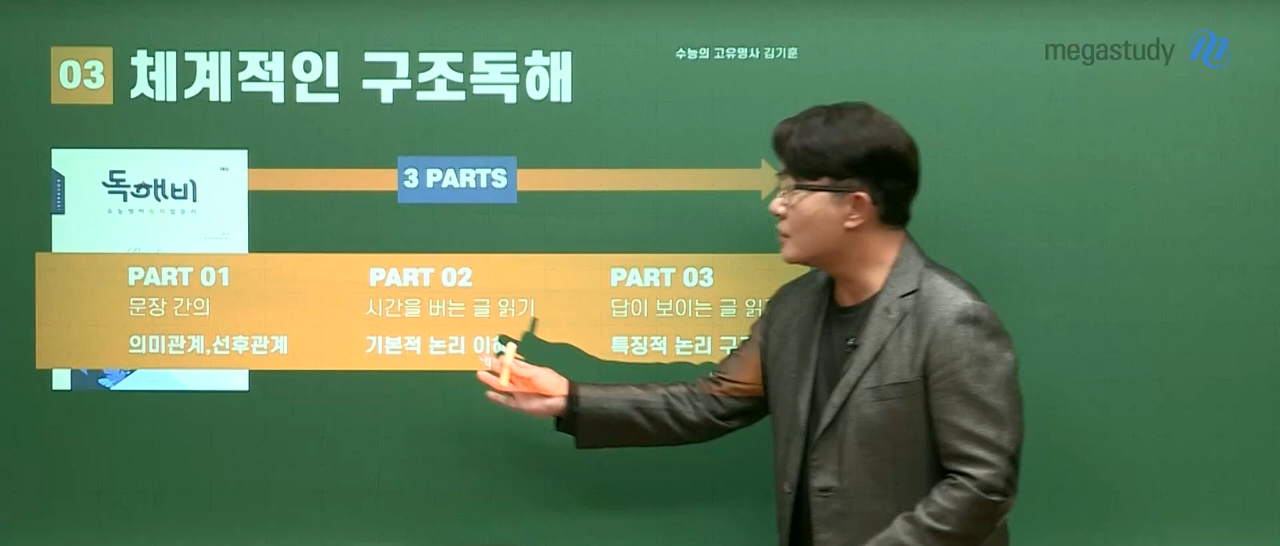 수능의 고유명사 김기훈
megastudy
03 체계적인 구조독해
3 PARTS
독해비
PART 01
문장 간의
의미관계,선후관계
PART 02
시간을 버는 글 읽기
기본적 논리
PART 03
답이 보이는 글
특징적 논리